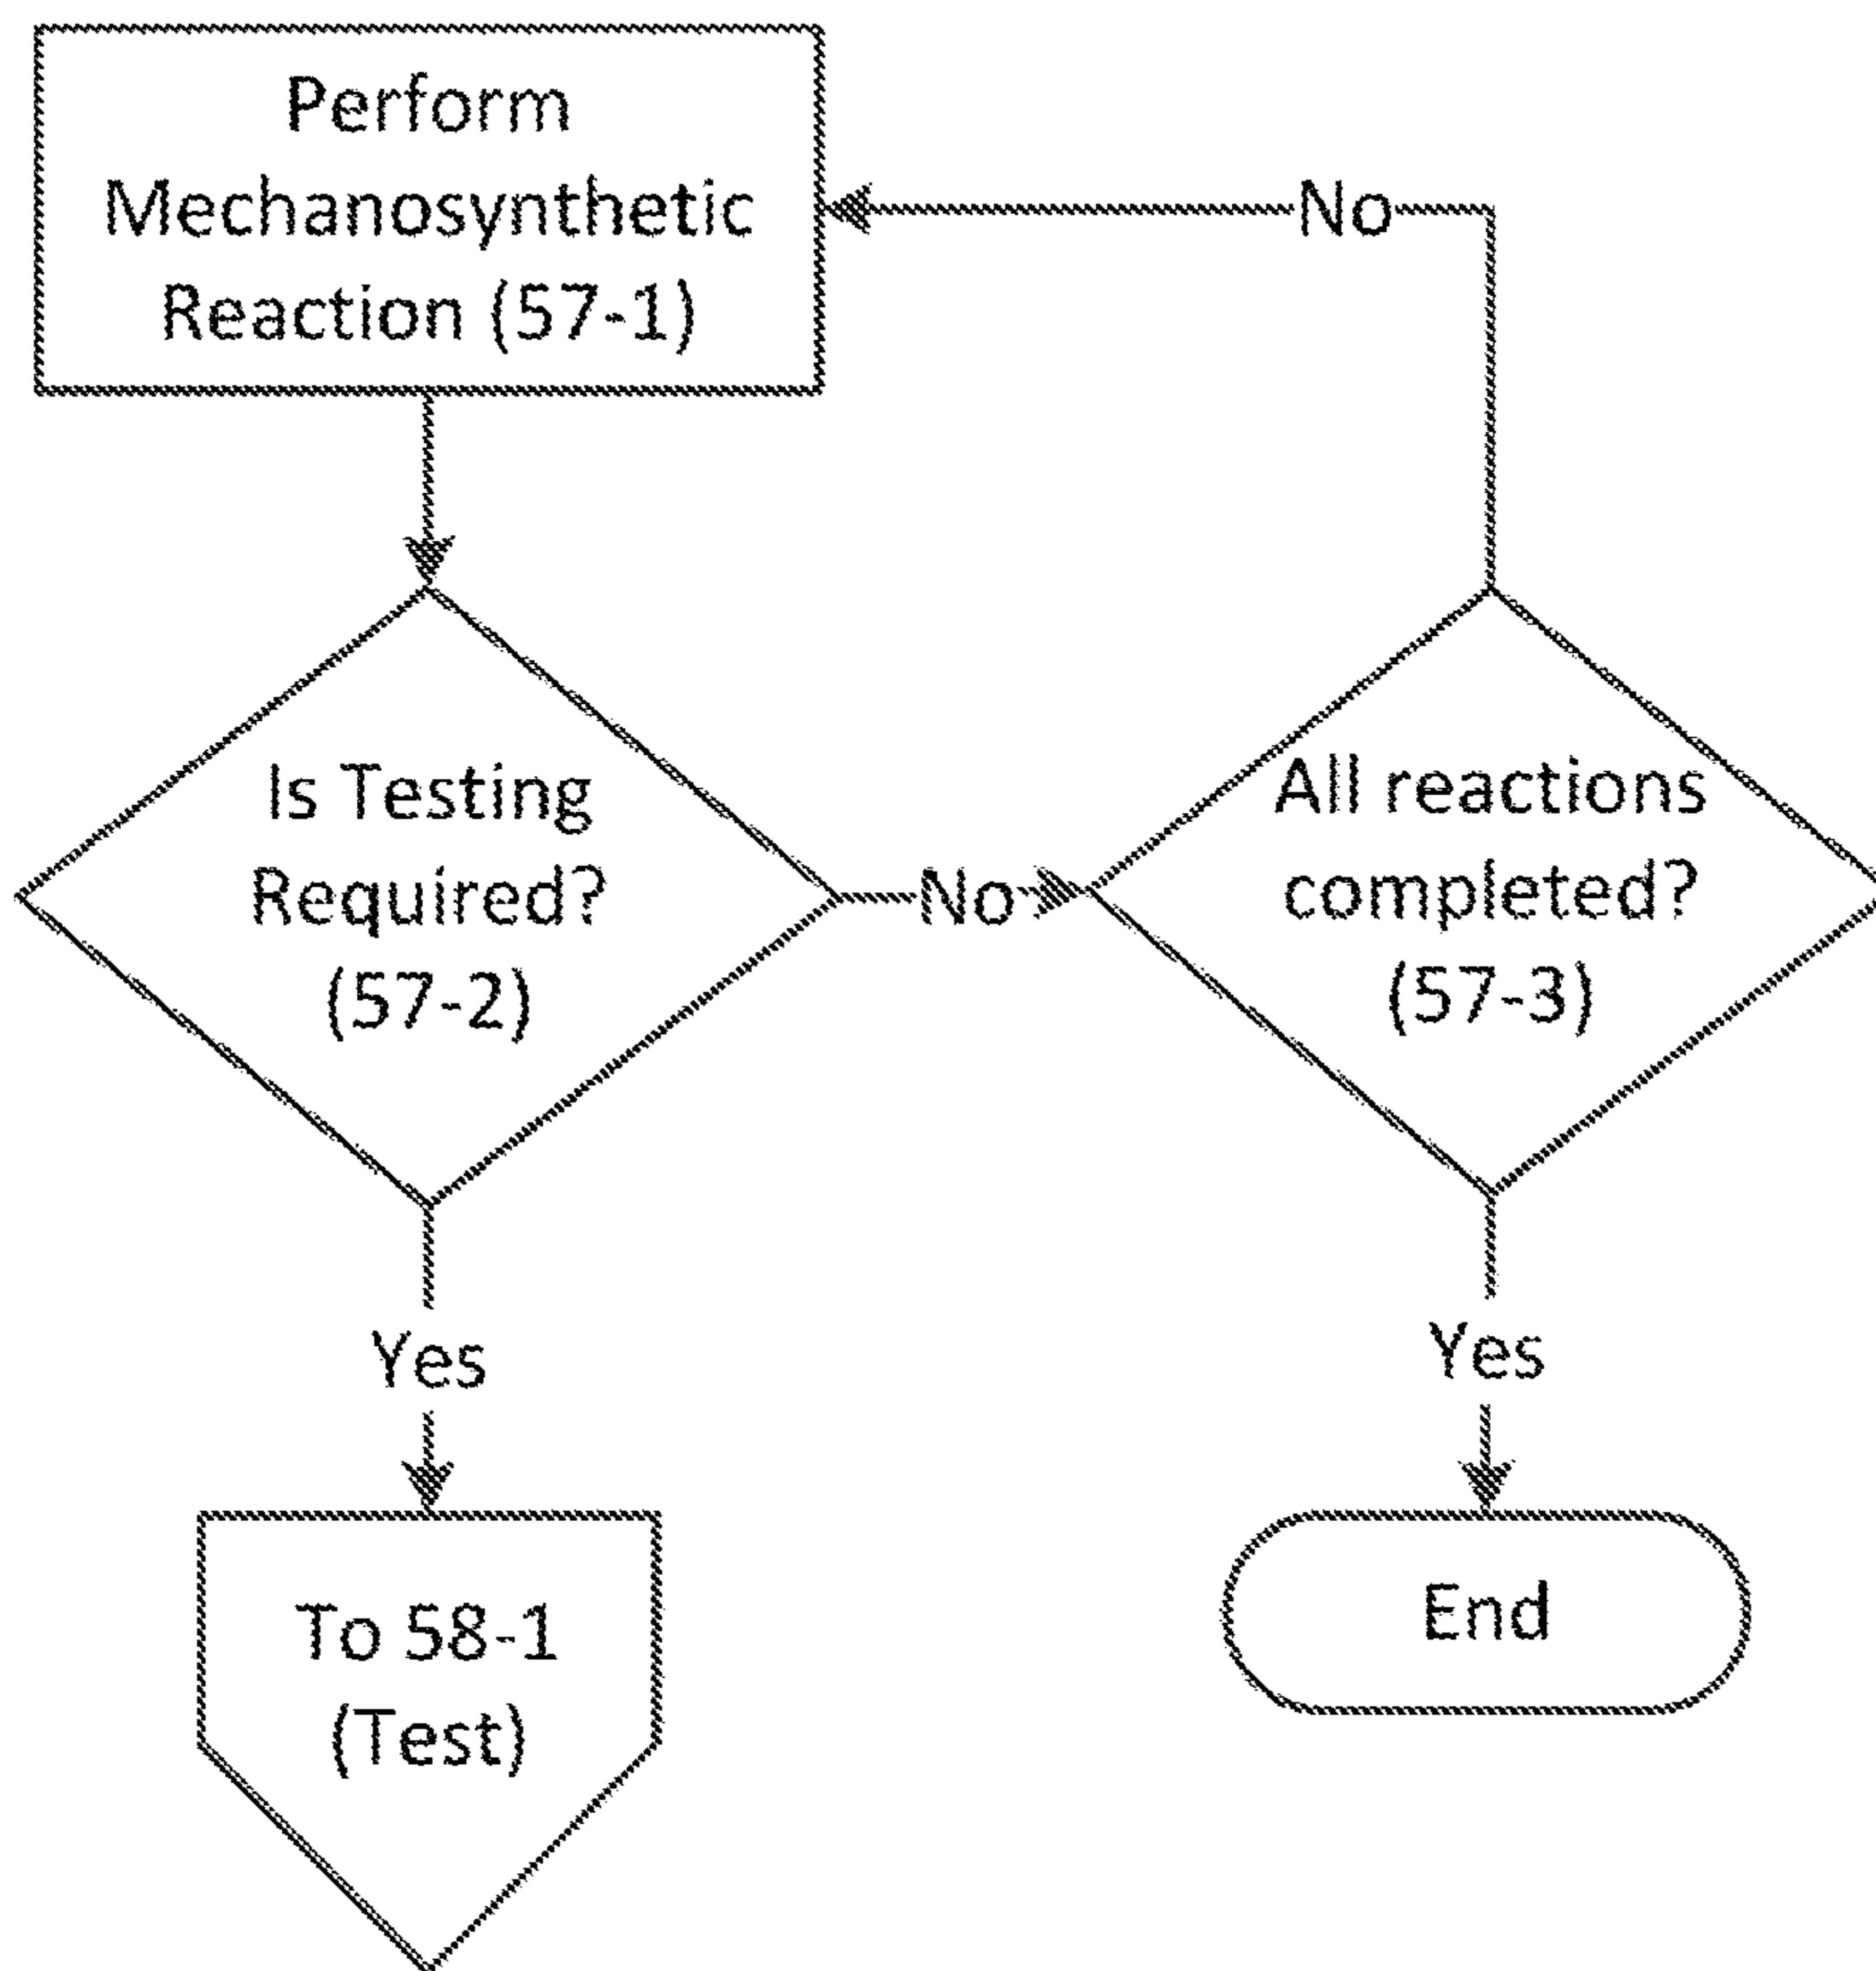 Perform
Mechanosynthetic
Reaction (57-1)
No
Is Testing
Required?
(57-2)
No
All reactions
completed?
(57-3)
Yes
Yes
To 58-1
(Test)
End